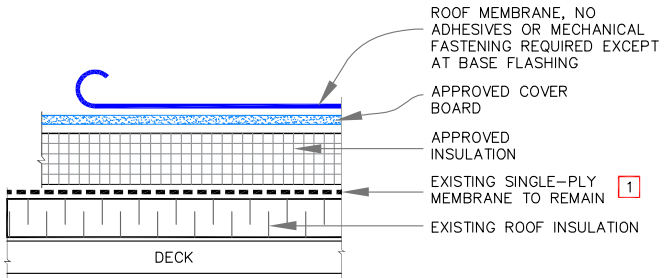 ROOF MEMBRANE, NO
ADHESIVES OR MECHANICAL
FASTENING REQUIRED EXCEPT
AT BASE FLASHING
APPROVED COVER
BOARD
APPROVED
INSULATION
EXISTING SINGLE-PLY
MEMBRANE TO REMAIN
1
EXISTING ROOF INSULATION
DECK